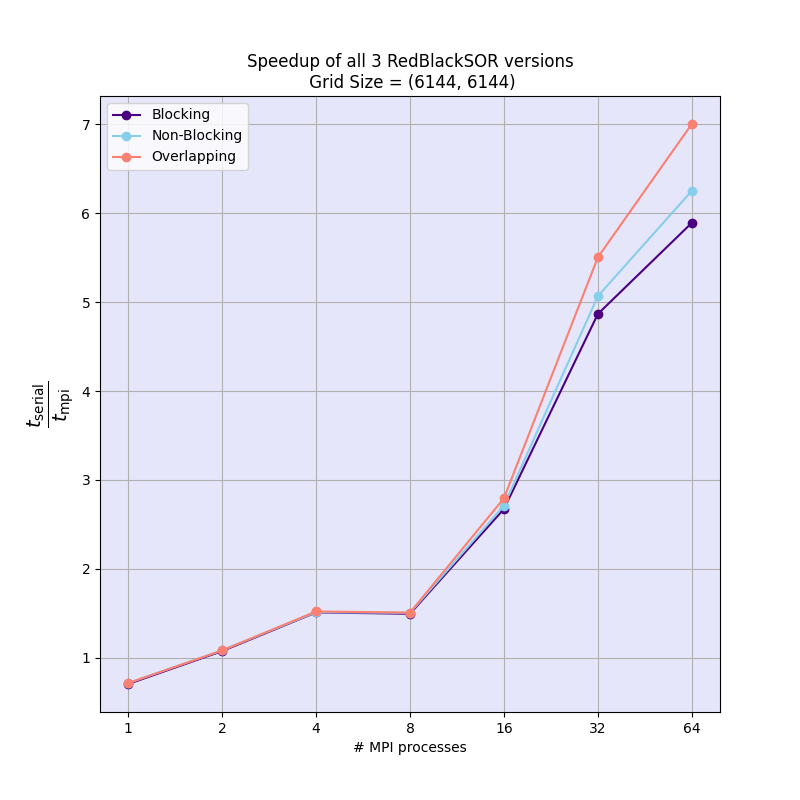 Speedup of all 3 RedBlackSOR versions
Grid Size = (6144, 6144)
Blocking
Non-Blocking
Overlapping
7
6
5
4
3
2
1
t_serial
t_mpi
1 2 4 8 16 32 64
# MPI processes